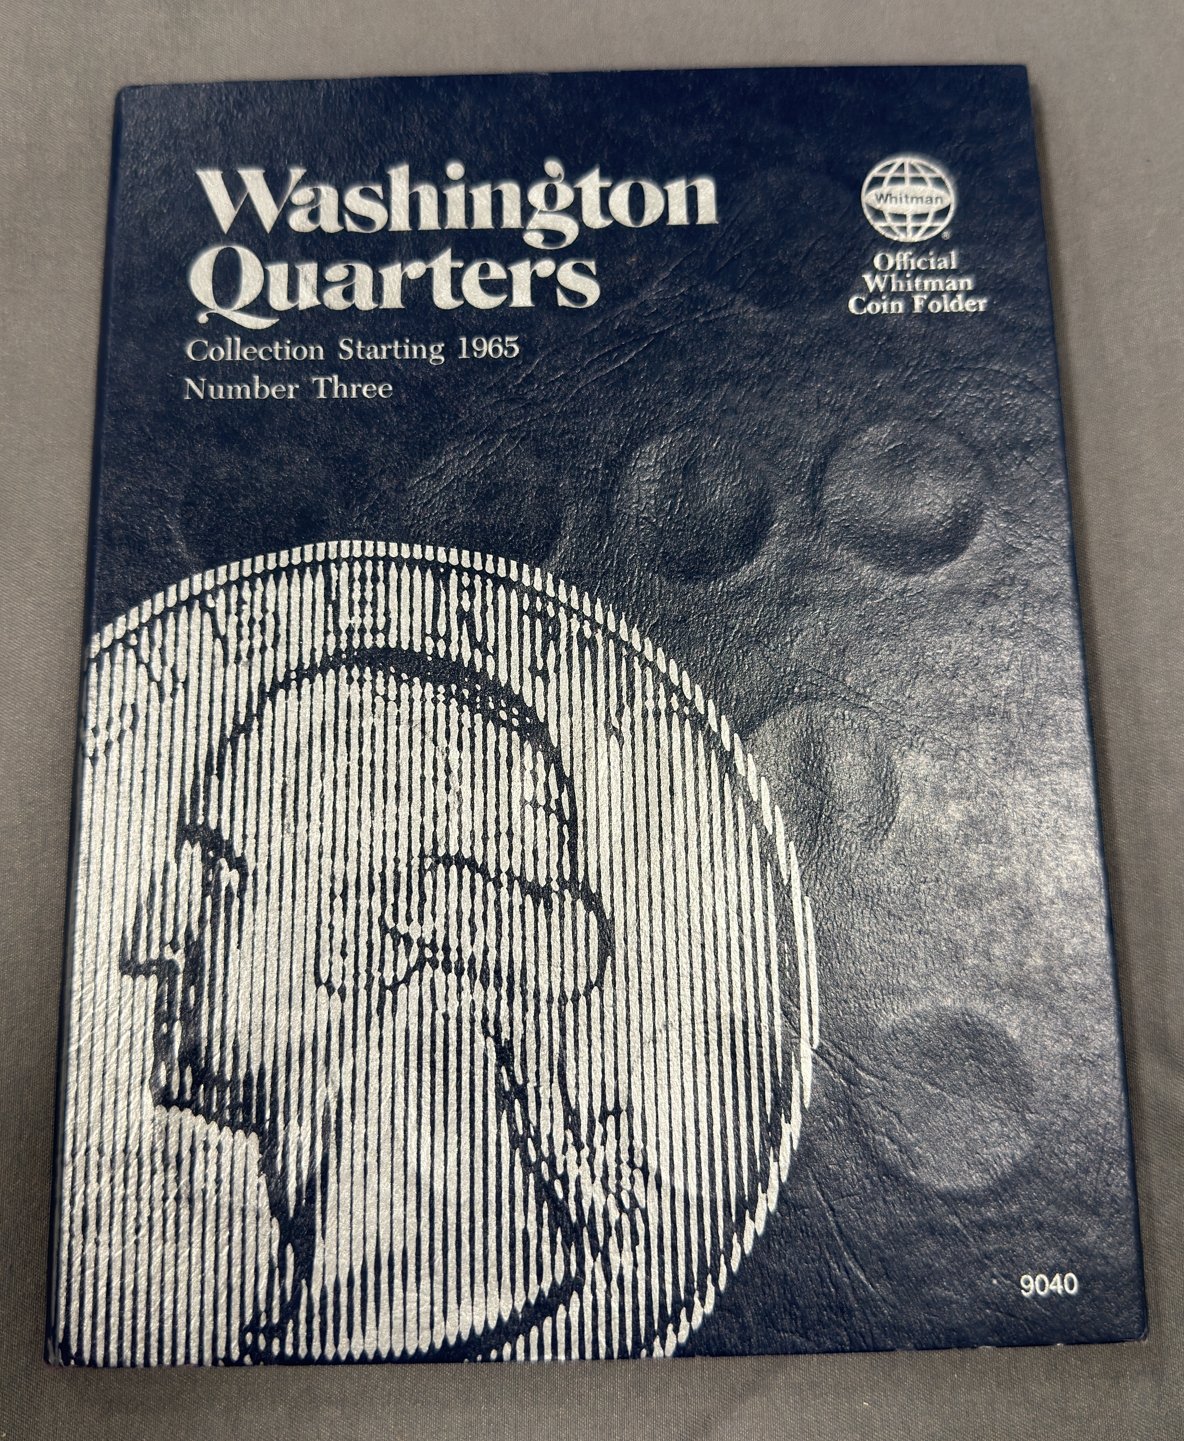 Washington
Quarters
Collection Starting 1965
Number Three
Whitman
®
Official
Whitman
Coin Folder
9040